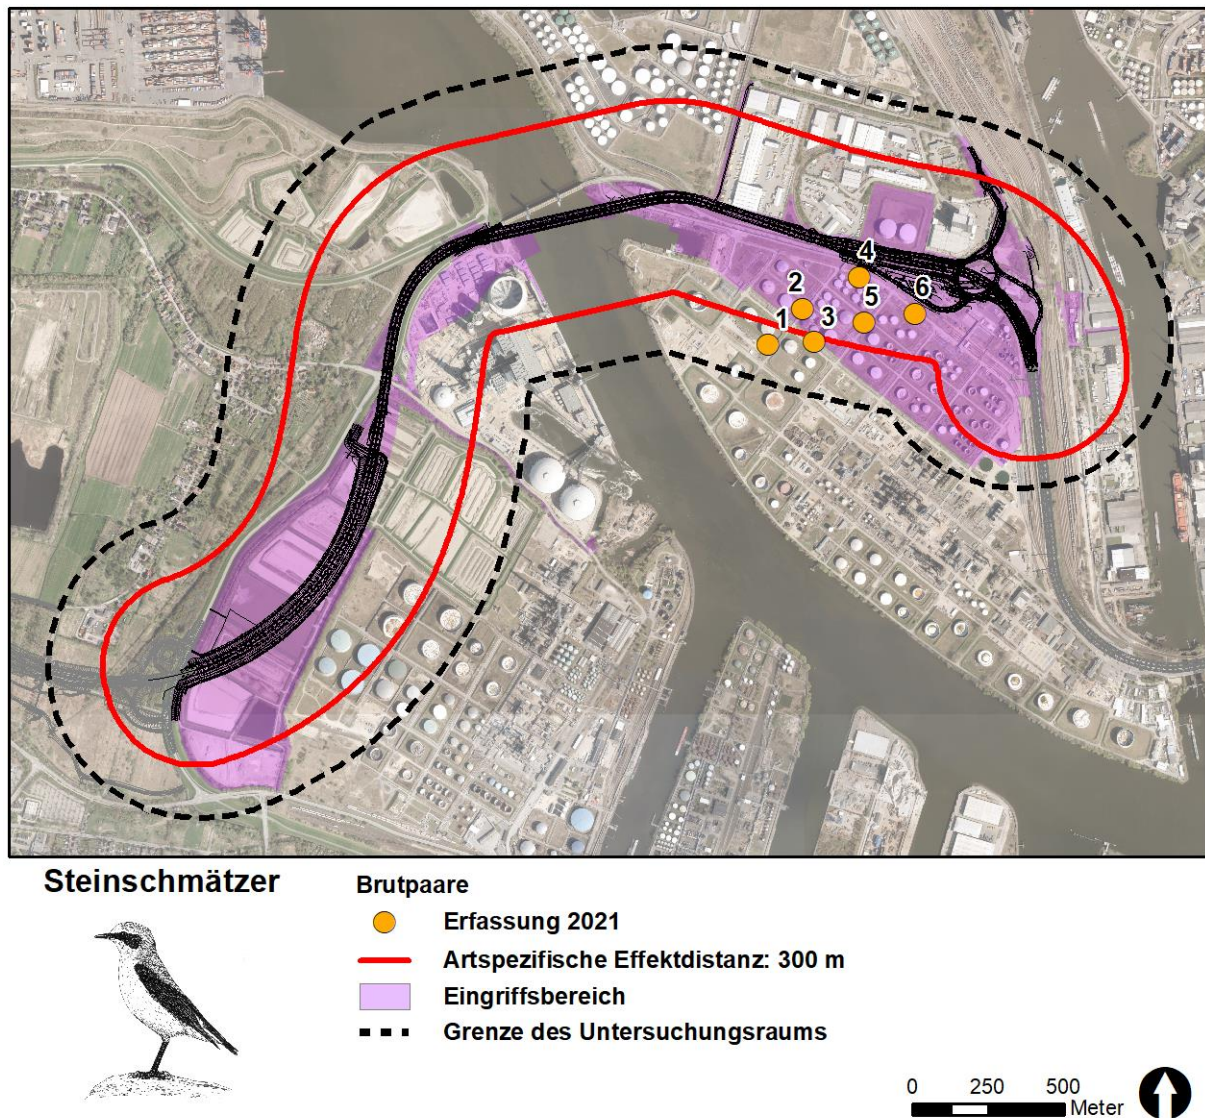 4
2
5
6
1
3
Steinschmätzer
Brutpaare
Erfassung 2021
Artspezifische Effektdistanz: 300 m
Eingriffsbereich
Grenze des Untersuchungsraums
0 250 500
Meter